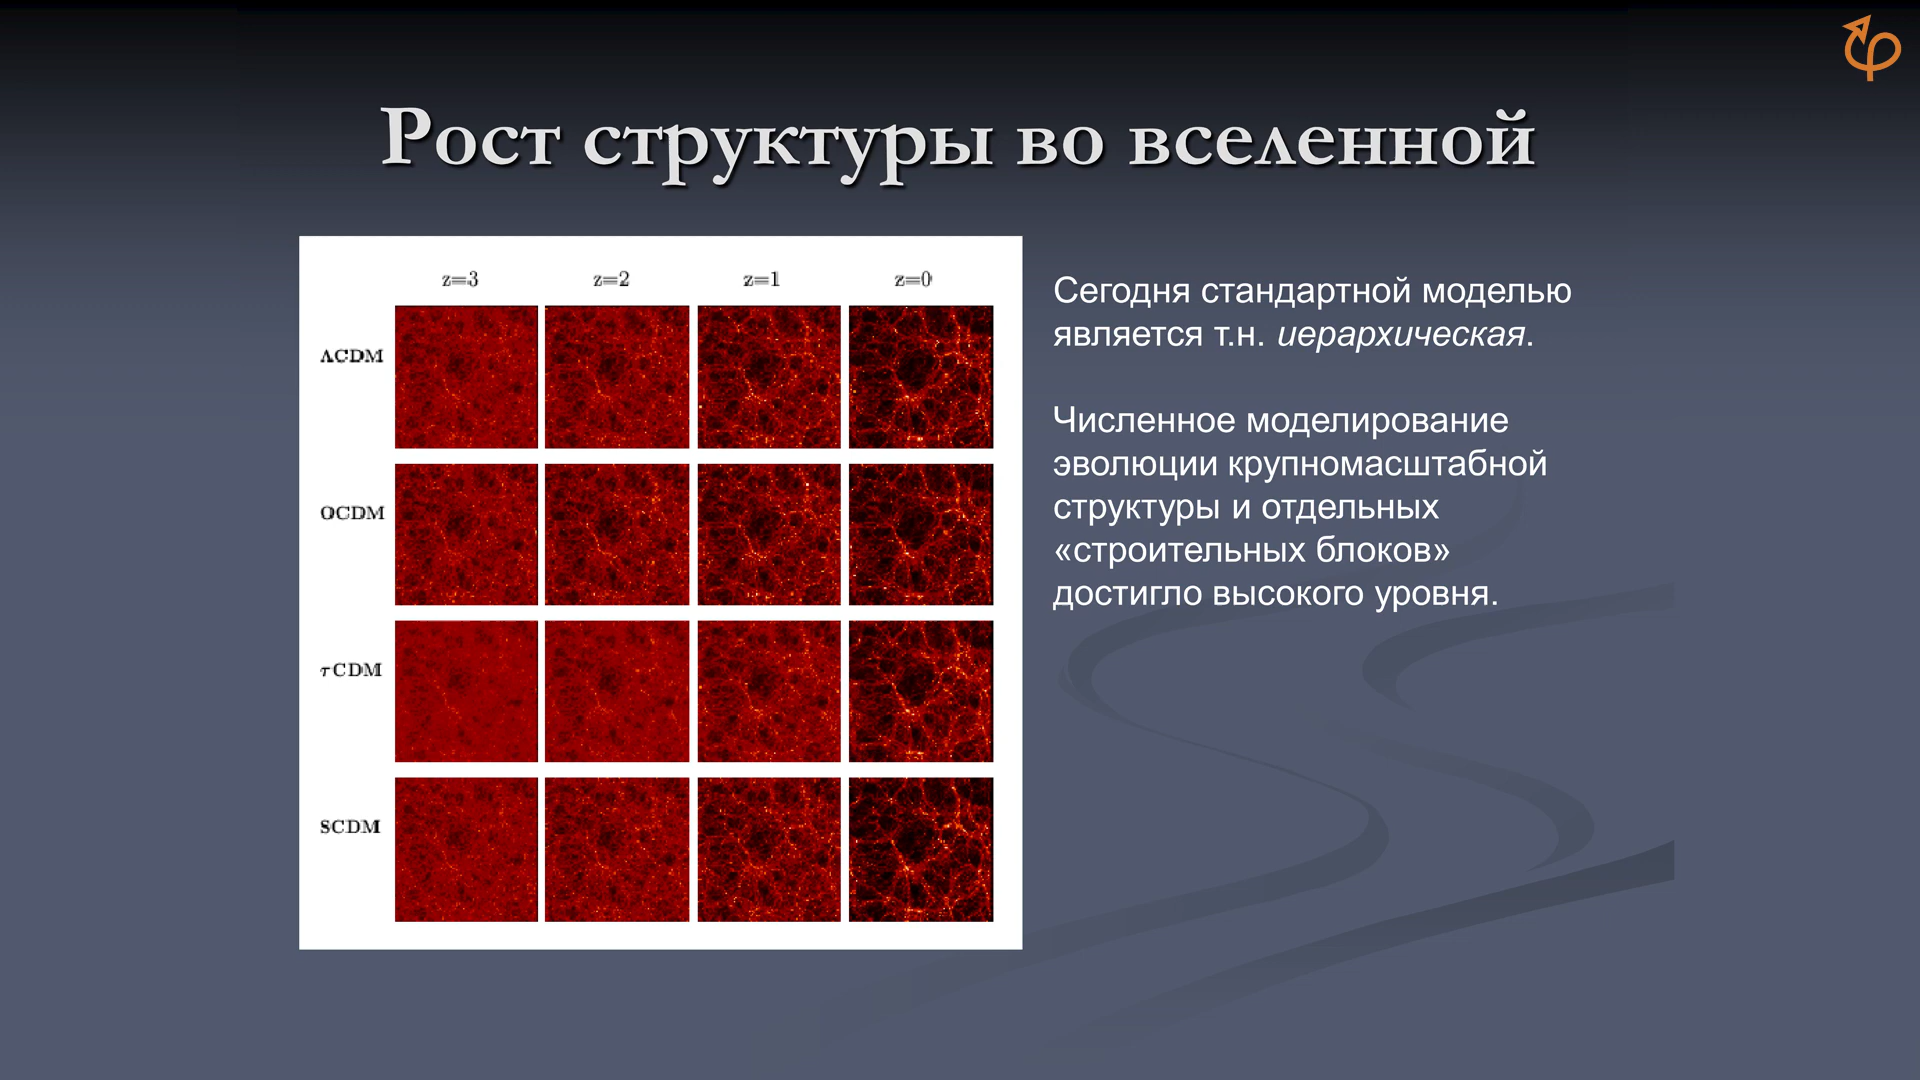 Рост структуры во вселенной
z=3 z=2 z=1 z=0
ΛCDM
OCDM
τCDM
SCDM
Сегодня стандартной моделью
является т.н. иерархическая.
Численное моделирование
эволюции крупномасштабной
структуры и отдельных
«строительных блоков»
достигло высокого уровня.